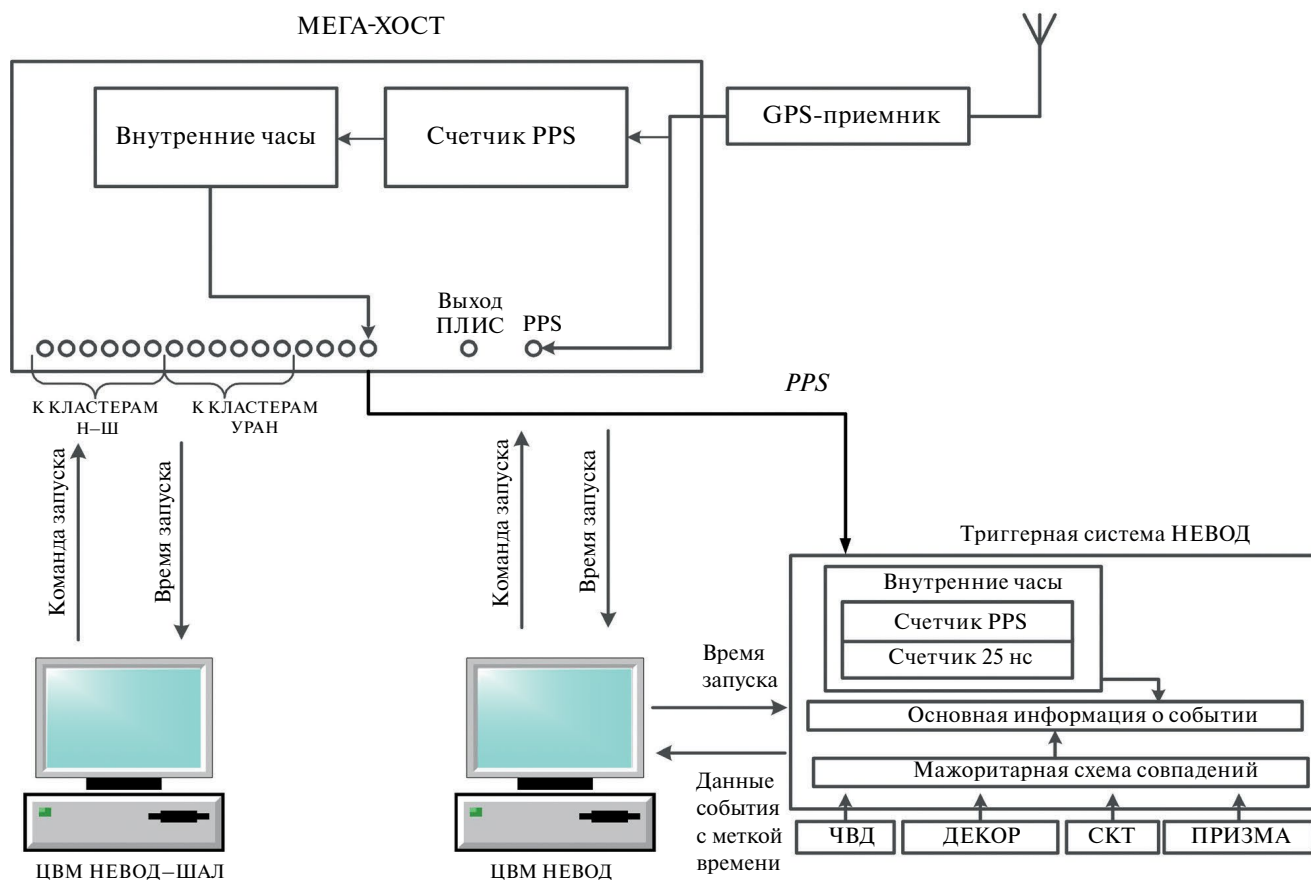 МЕГА-ХОСТ
GPS-приемник
Внутренние часы
Счетчик PPS
Выход
ПЛИС
PPS
К КЛАСТЕРАМ
Н–Ш
К КЛАСТЕРАМ
УРАН
PPS
Команда запуска
Время запуска
Команда запуска
Время запуска
Триггерная система НЕВОД
Внутренние часы
Счетчик PPS
Счетчик 25 нс
Время
запуска
Основная информация о событии
Мажоритарная схема совпадений
Данные
события
с меткой
времени
ЧВД
ДЕКОР
СКТ
ПРИЗМА
ЦВМ НЕВОД–ШАЛ
ЦВМ НЕВОД